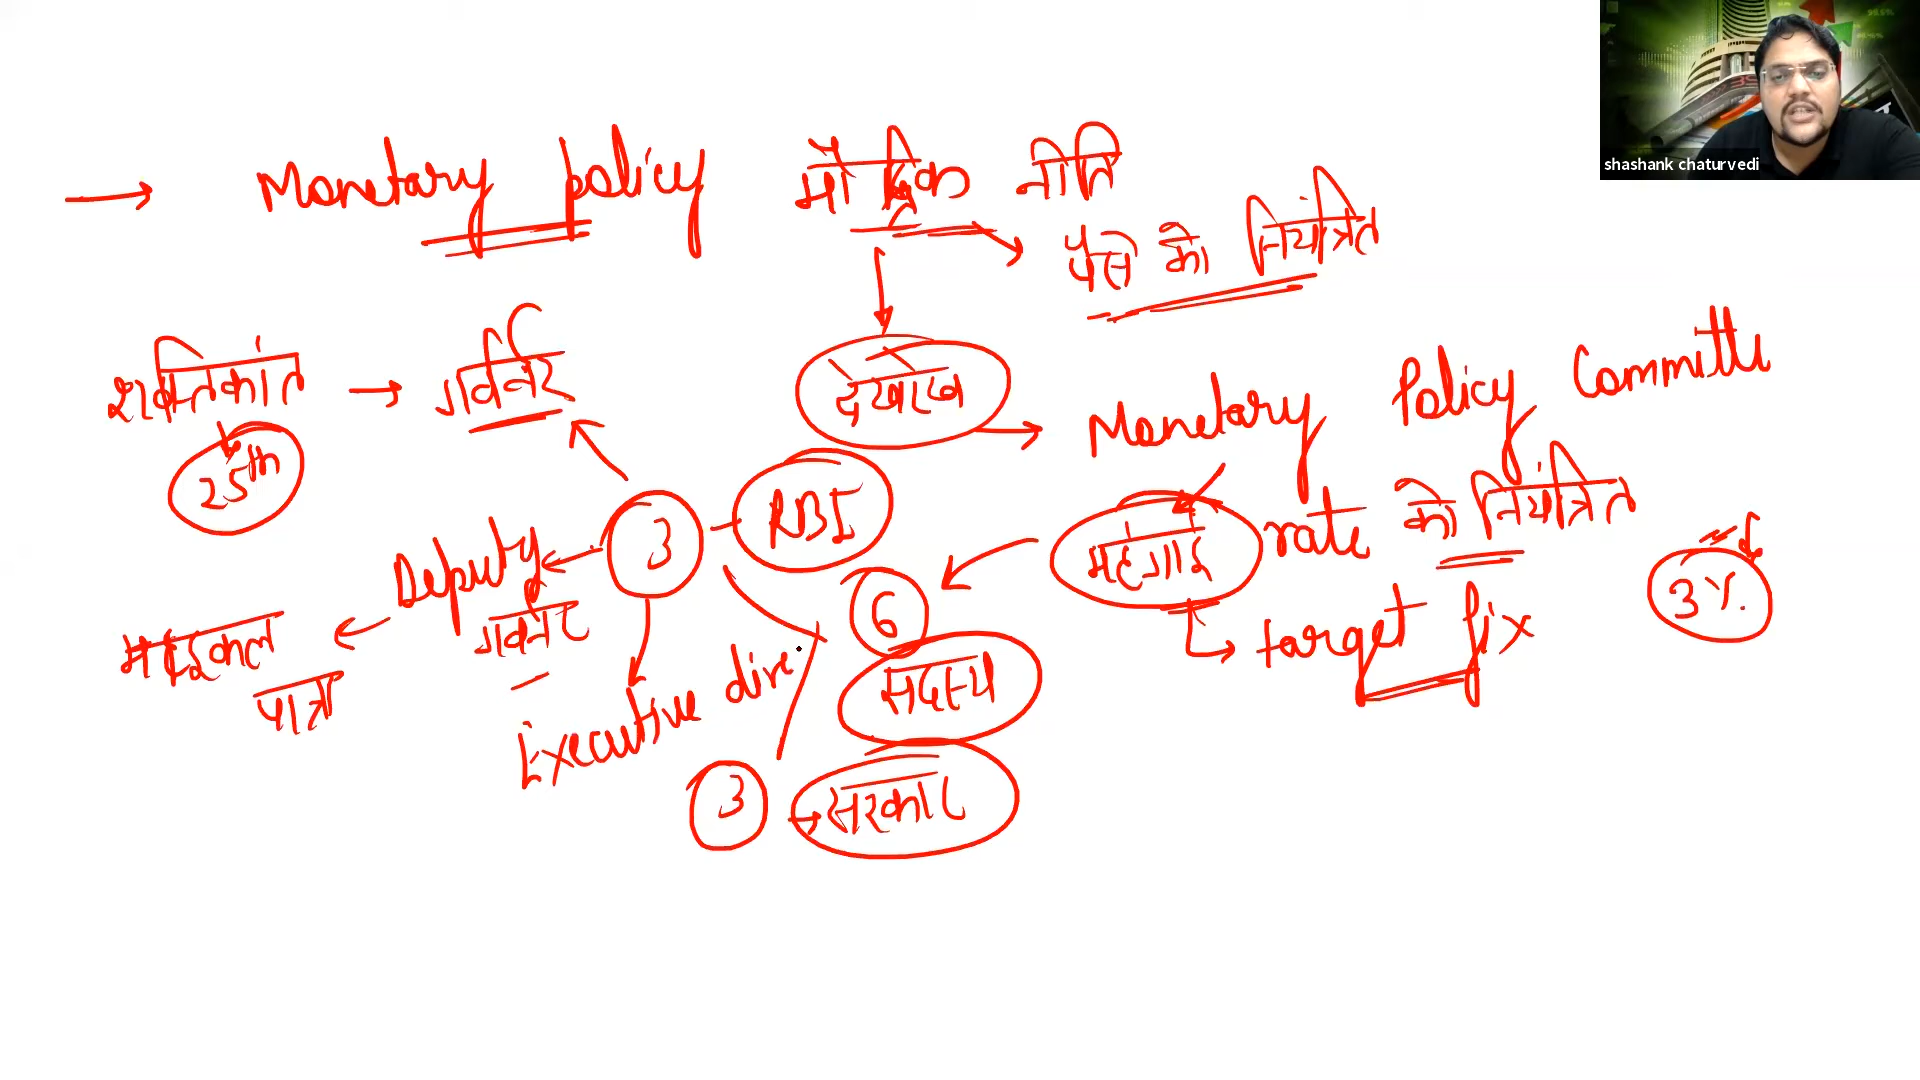 shashank chaturvedi
→ Monetary policy मौद्रिक नीति
→ पैसे को नियंत्रित
शक्तिकांत → गवर्नर
25th
देखरेख
→ Monetary Policy Committe
महंगाई rate को नियंत्रित
3%
→ target fix
RBI
3
6
सदस्य
Deputy
गवर्नर
माइकल
पात्रा
Executive dire
3 → सरकार